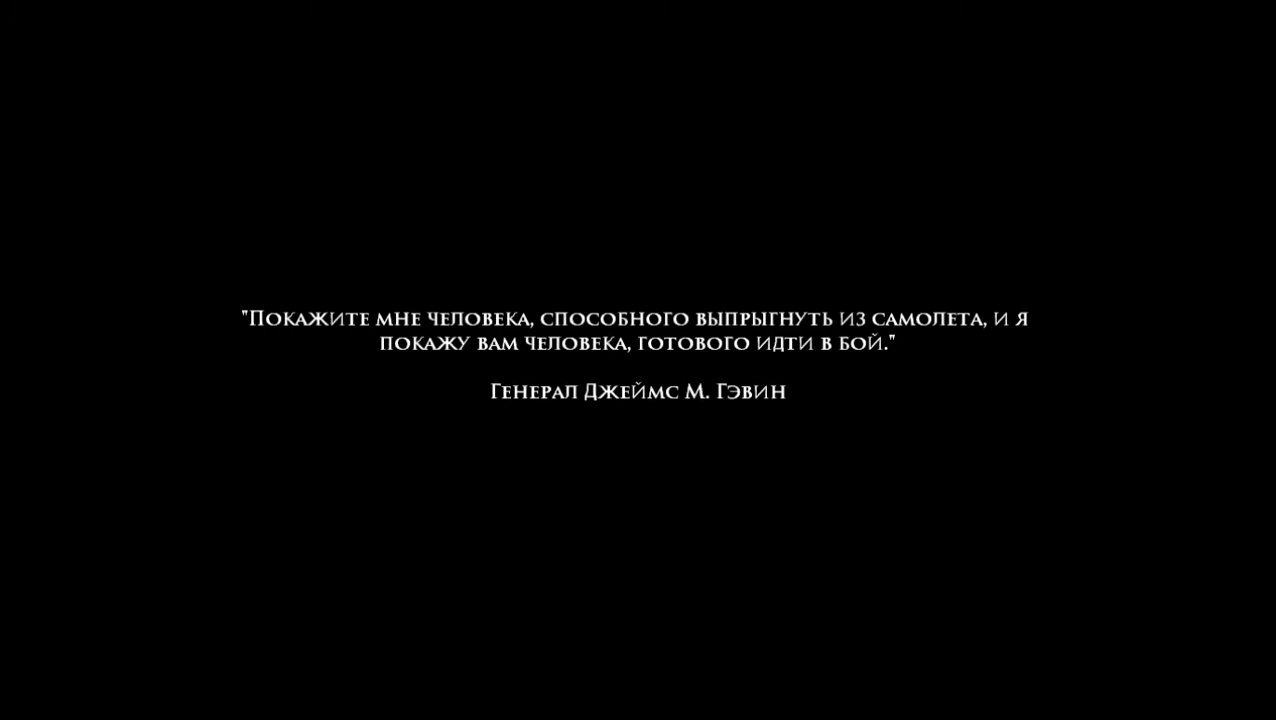 "Покажите мне человека, способного выпрыгнуть из самолета, и я
покажу вам человека, готового идти в бой."
Генерал Джеймс М. Гэвин